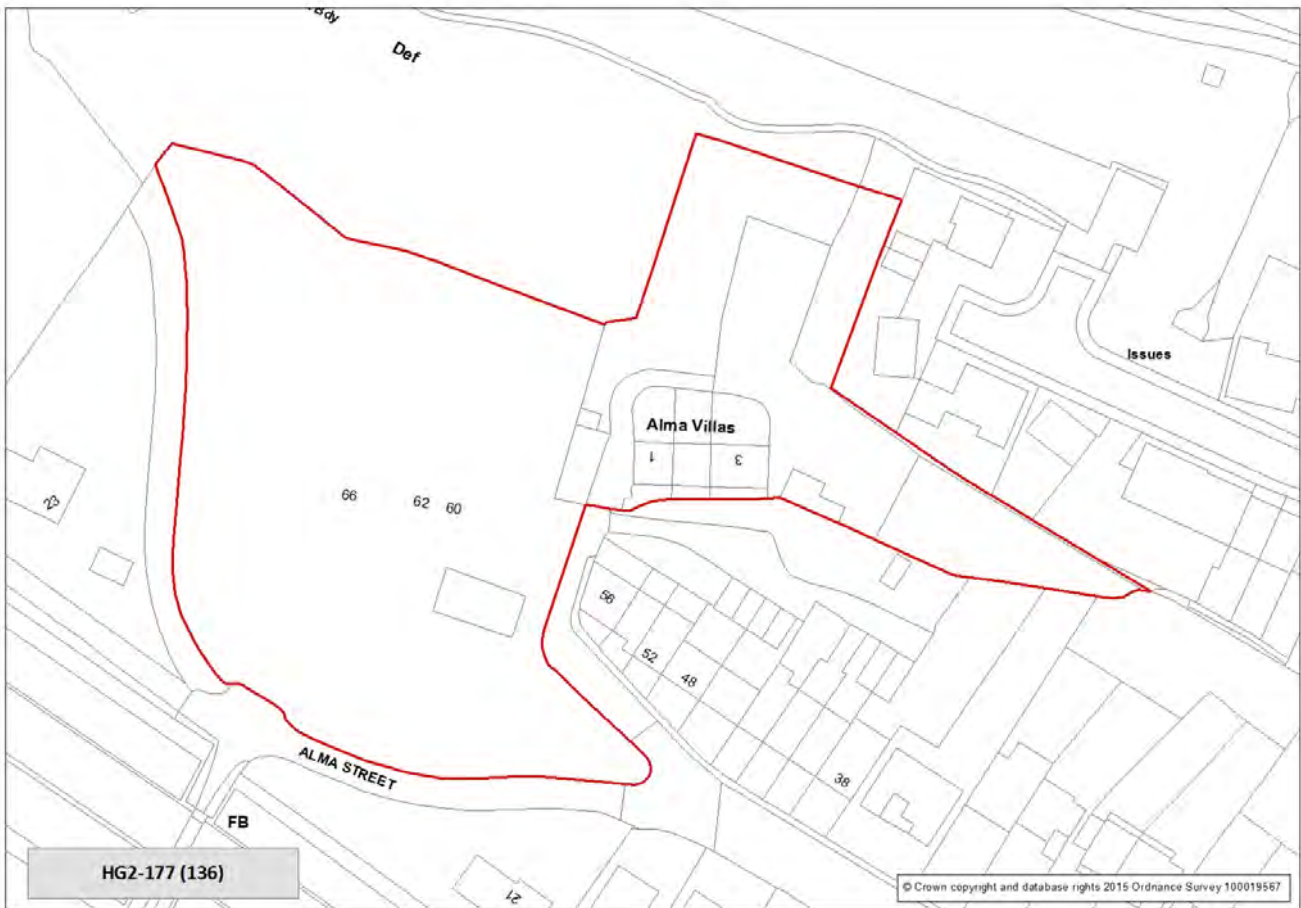 Bdy
Def
Issues
Alma Villas
1
3
66
62
60
23
56
52
48
38
ALMA STREET
FB
21
HG2-177 (136)
© Crown copyright and database rights 2015 Ordnance Survey 100019567